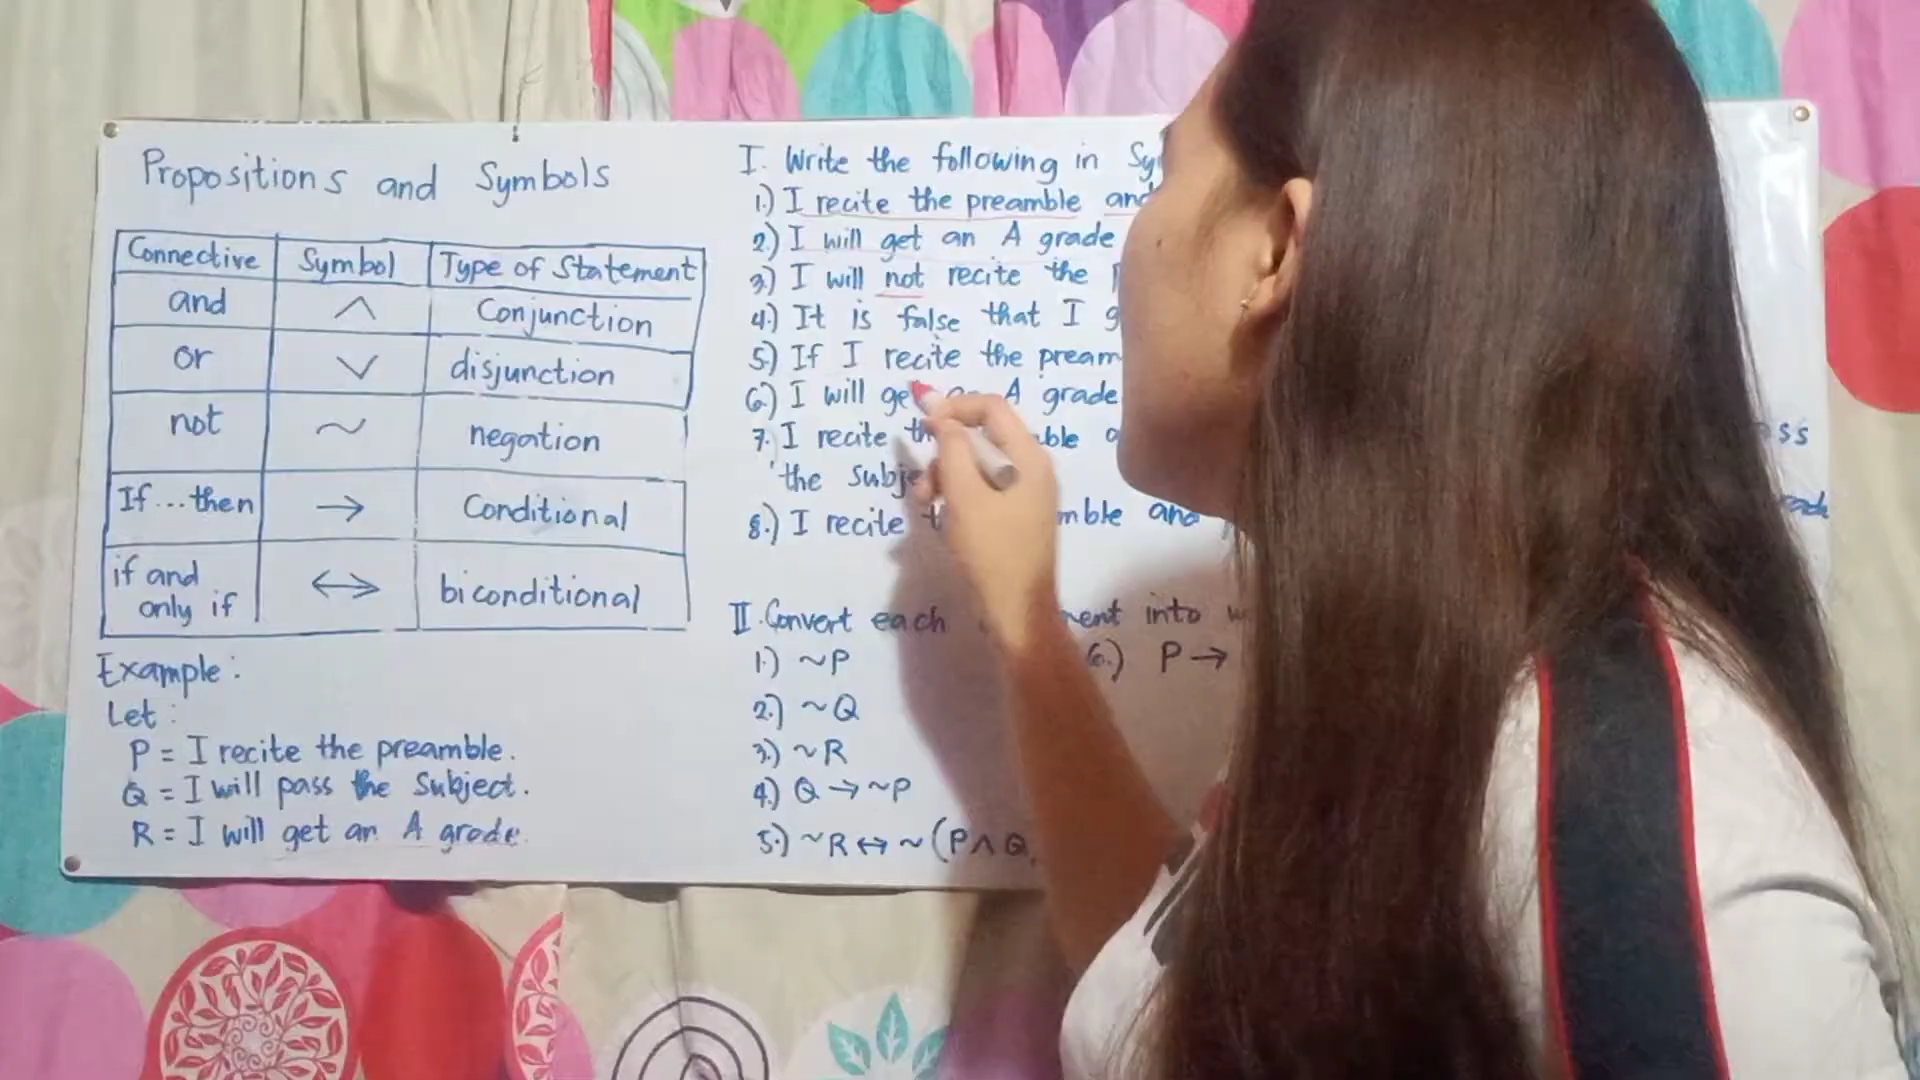 Propositions and Symbols
Connective Symbol Type of Statement
and ∧ Conjunction
or ∨ disjunction
not ~ negation
If...then → Conditional
if and only if ↔ biconditional
Example:
Let:
P = I recite the preamble.
Q = I will pass the Subject.
R = I will get an A grade.
I. Write the following in
1.) I recite the preamble and
2.) I will get an A grade
3.) I will not recite the
4.) It is false that I
5.) If I recite the
6.) I will A grade
7. I recite
the
8.) I recite and
II. Convert each into
1.) ~P
2.) ~Q
3.) ~R
4.) Q → ~P
5.) ~R ↔ ~(P ∧ Q
6.) P →